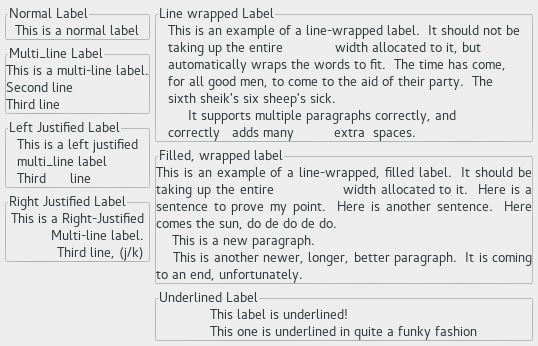 Normal Label
This is a normal label
Multi_line Label
This is a multi-line label.
Second line
Third line
Left Justified Label
This is a left justified
multi_line label
Third      line
Right Justified Label
This is a Right-Justified
Multi-line label.
Third line, (j/k)
Line wrapped Label
This is an example of a line-wrapped label.  It should not be
taking up the entire             width allocated to it, but
automatically wraps the words to fit.  The time has come,
for all good men, to come to the aid of their party.  The
sixth sheik's six sheep's sick.
     It supports multiple paragraphs correctly, and
correctly   adds many          extra  spaces.
Filled, wrapped label
This is an example of a line-wrapped, filled label.  It should be
taking up the entire                 width allocated to it.  Here is a
sentence to prove my point.  Here is another sentence.  Here
comes the sun, do de do de do.
    This is a new paragraph.
    This is another newer, longer, better paragraph.  It is coming
to an end, unfortunately.
Underlined Label
This label is underlined!
This one is underlined in quite a funky fashion